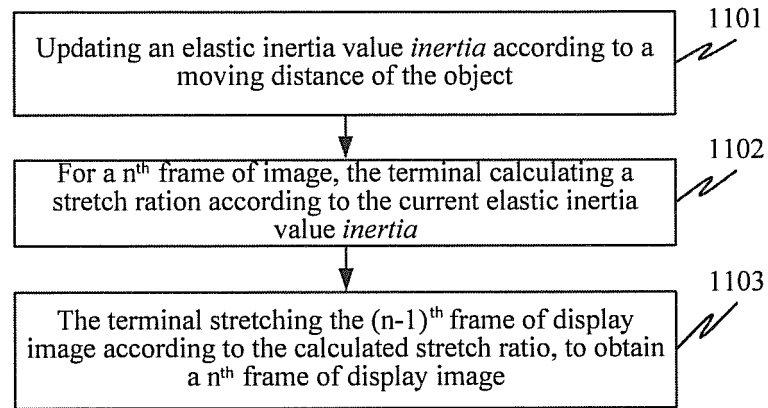 1101
Updating an elastic inertia value inertia according to a
moving distance of the object
1102
For a nth frame of image, the terminal calculating a
stretch ration according to the current elastic inertia
value inertia
1103
The terminal stretching the (n-1)th frame of display
image according to the calculated stretch ratio, to obtain
a nth frame of display image